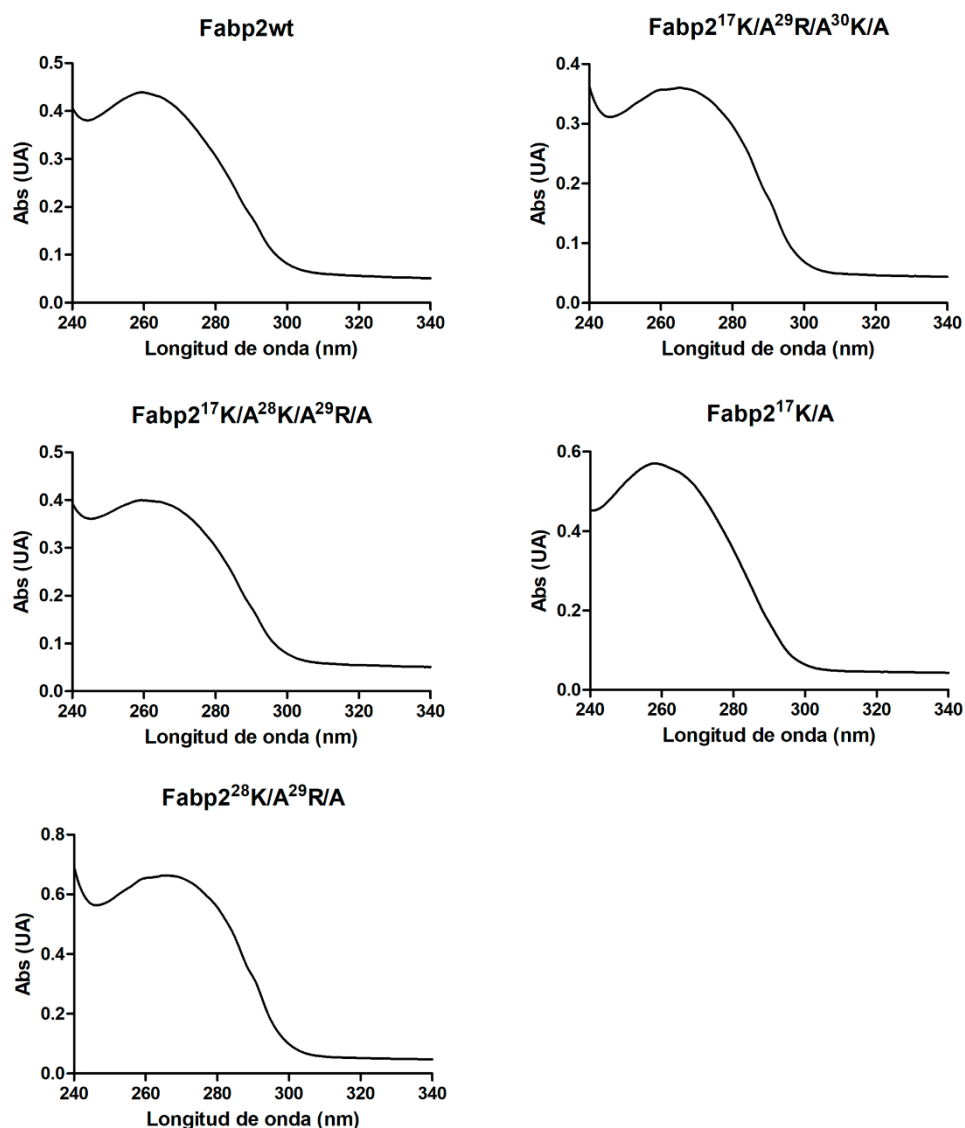 Fabp2wt
0.5
0.4
0.3
0.2
0.1
0.0
Abs (UA)
240 260 280 300 320 340
Longitud de onda (nm)
Fabp2¹⁷K/A²⁹R/A³⁰K/A
0.4
0.3
0.2
0.1
0.0
Abs (UA)
240 260 280 300 320 340
Longitud de onda (nm)
Fabp2¹⁷K/A²⁸K/A²⁹R/A
0.5
0.4
0.3
0.2
0.1
0.0
Abs (UA)
240 260 280 300 320 340
Longitud de onda (nm)
Fabp2¹⁷K/A
0.6
0.4
0.2
0.0
Abs (UA)
240 260 280 300 320 340
Longitud de onda (nm)
Fabp2²⁸K/A²⁹R/A
0.8
0.6
0.4
0.2
0.0
Abs (UA)
240 260 280 300 320 340
Longitud de onda (nm)